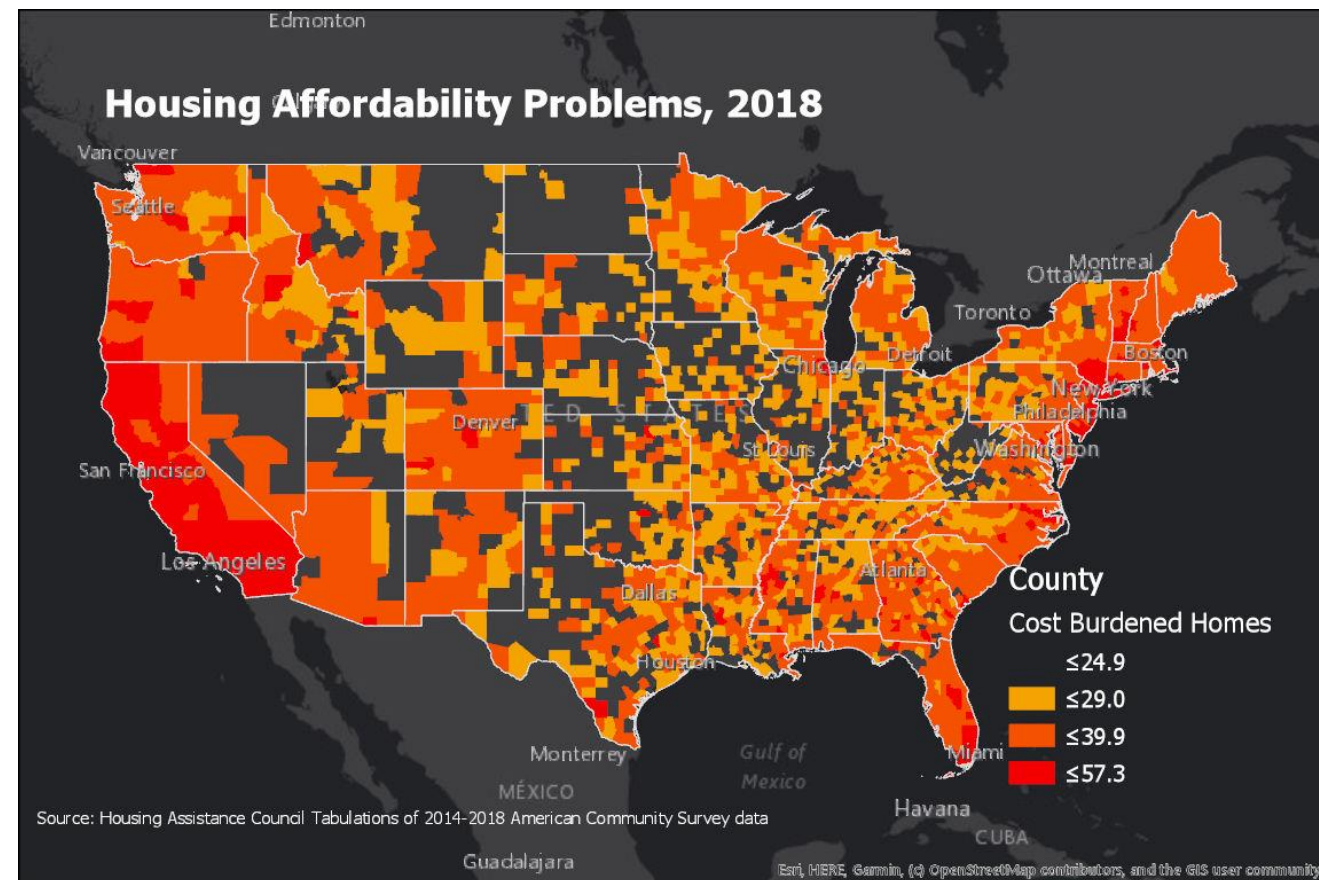 Edmonton
Housing Affordability Problems, 2018
Vancouver
Seattle
Montreal
Ottawa
Toronto
Boston
Detroit
Chicago
New York
Philadelphia
Denver
TED STATES
St Louis
Washington
San Francisco
Los Angeles
Atlanta
Dallas
Houston
County
Cost Burdened Homes
≤24.9
≤29.0
≤39.9
≤57.3
Miami
Monterrey
Gulf of
Mexico
MÉXICO
Havana
CUBA
Source: Housing Assistance Council Tabulations of 2014-2018 American Community Survey data
Guadalajara
Esri, HERE, Garmin, (c) OpenStreetMap contributors, and the GIS user community